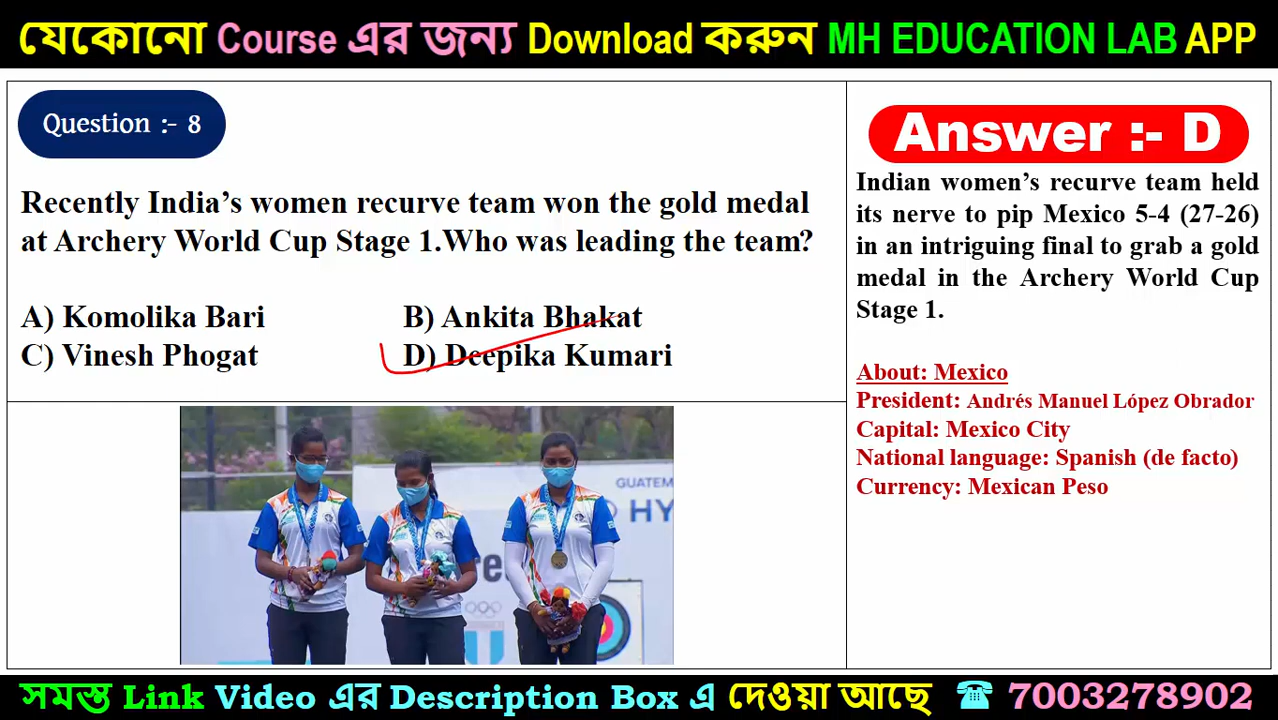 যেকোনো Course এর জন্য Download করুন MH EDUCATION LAB APP
Question :- 8
Recently India’s women recurve team won the gold medal
at Archery World Cup Stage 1.Who was leading the team?
A) Komolika Bari
B) Ankita Bhakat
C) Vinesh Phogat
D) Deepika Kumari
Answer :- D
Indian women’s recurve team held
its nerve to pip Mexico 5-4 (27-26)
in an intriguing final to grab a gold
medal in the Archery World Cup
Stage 1.
About: Mexico
President: Andrés Manuel López Obrador
Capital: Mexico City
National language: Spanish (de facto)
Currency: Mexican Peso
GUATEM
HY
re
সমস্ত Link Video এর Description Box এ দেওয়া আছে ☎ 7003278902